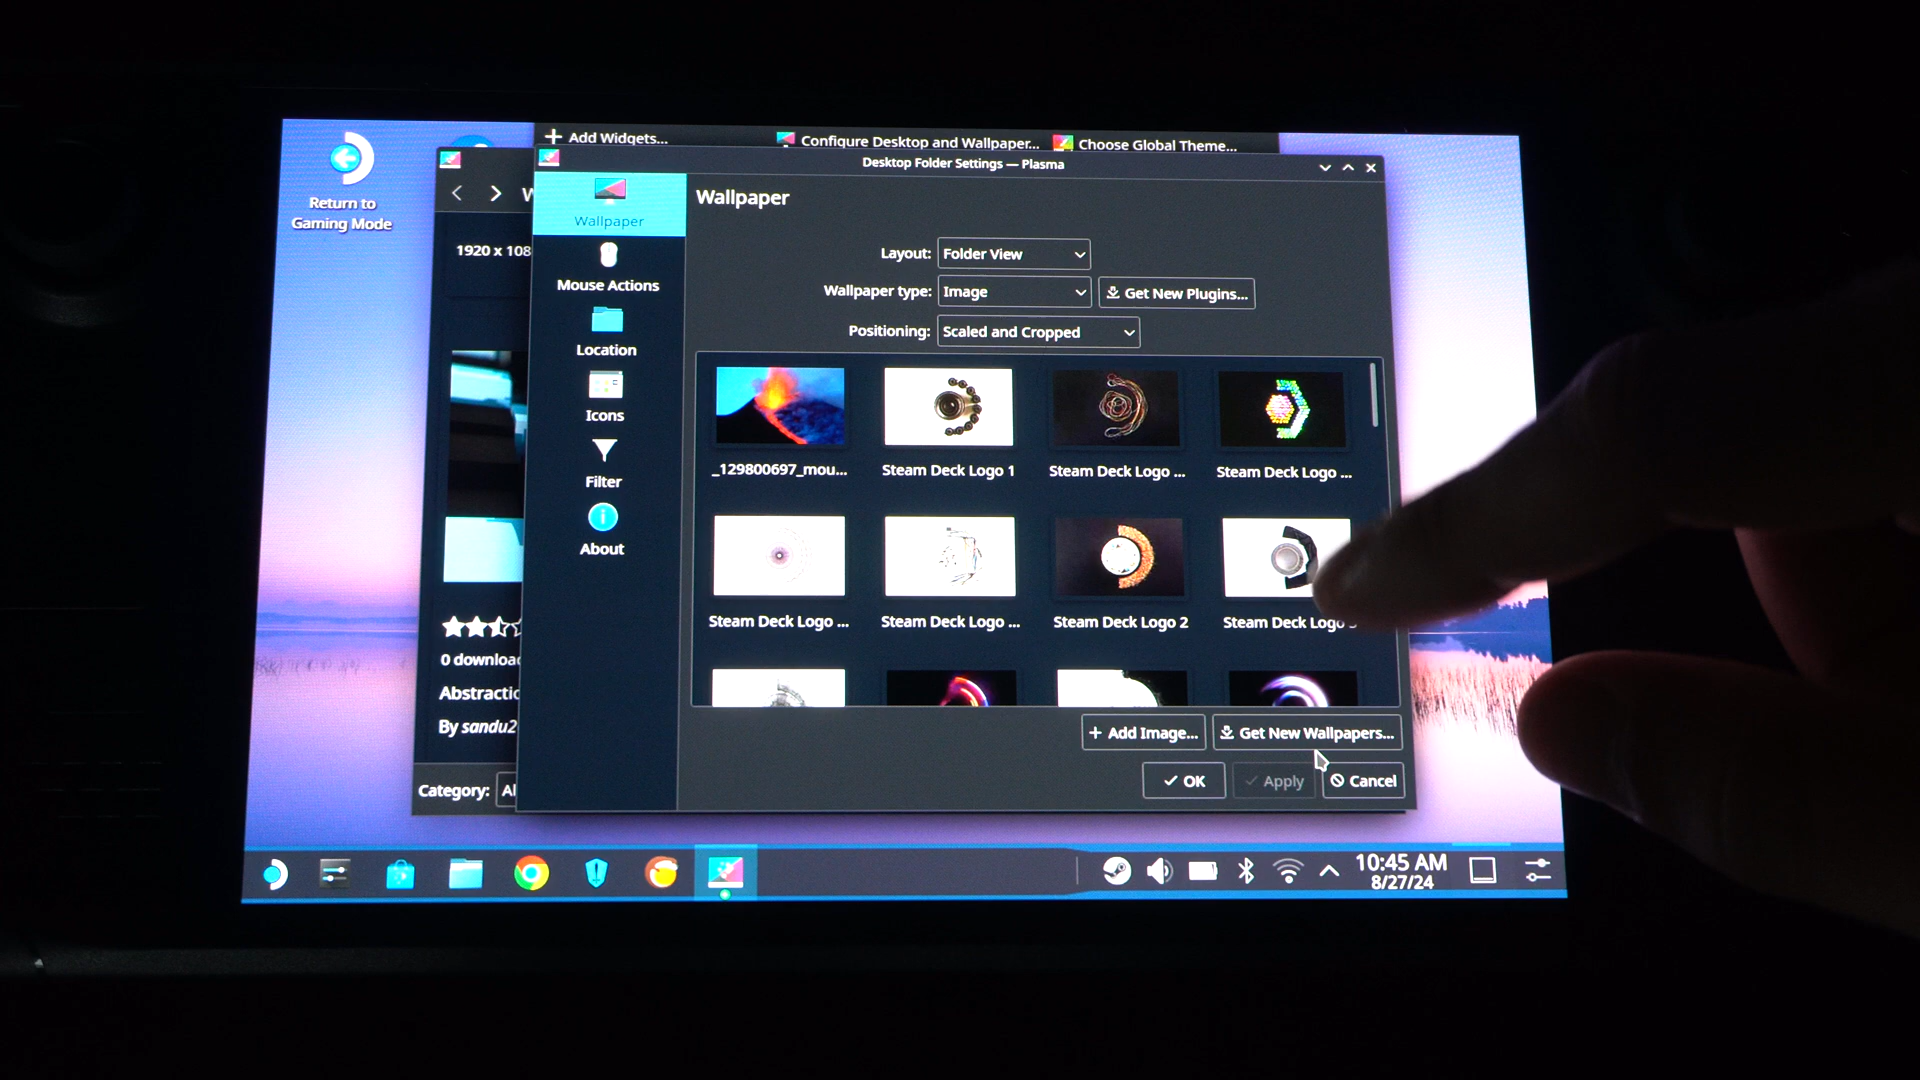 Return to
Gaming Mode
Add Widgets...
Configure Desktop and Wallpaper...
Choose Global Theme...
Desktop Folder Settings — Plasma
1920 x 108
0 downloa
Abstractio
By sandu2
Category:
Al
Wallpaper
Mouse Actions
Location
Icons
Filter
About
Wallpaper
Layout: Folder View
Wallpaper type: Image
Get New Plugins...
Positioning: Scaled and Cropped
_129800697_mou...
Steam Deck Logo 1
Steam Deck Logo ...
Steam Deck Logo ...
Steam Deck Logo ...
Steam Deck Logo ...
Steam Deck Logo 2
Steam Deck Logo
+ Add Image...
Get New Wallpapers...
OK
Apply
Cancel
10:45 AM
8/27/24